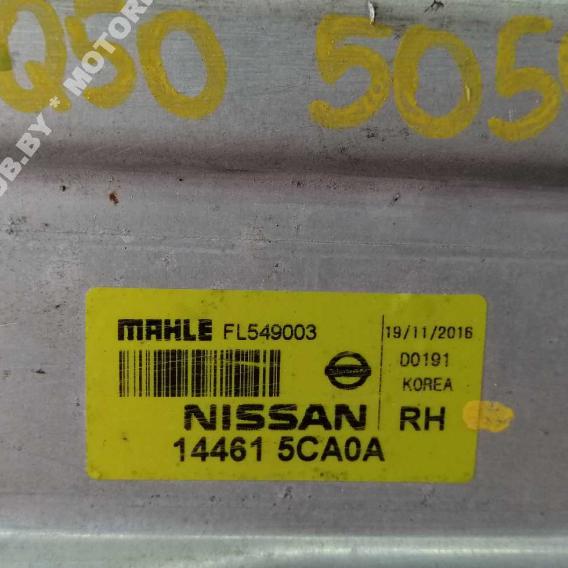 Q50 505
MAHLE FL549003 19/11/2016
D0191
KOREA
NISSAN RH
14461 5CA0A